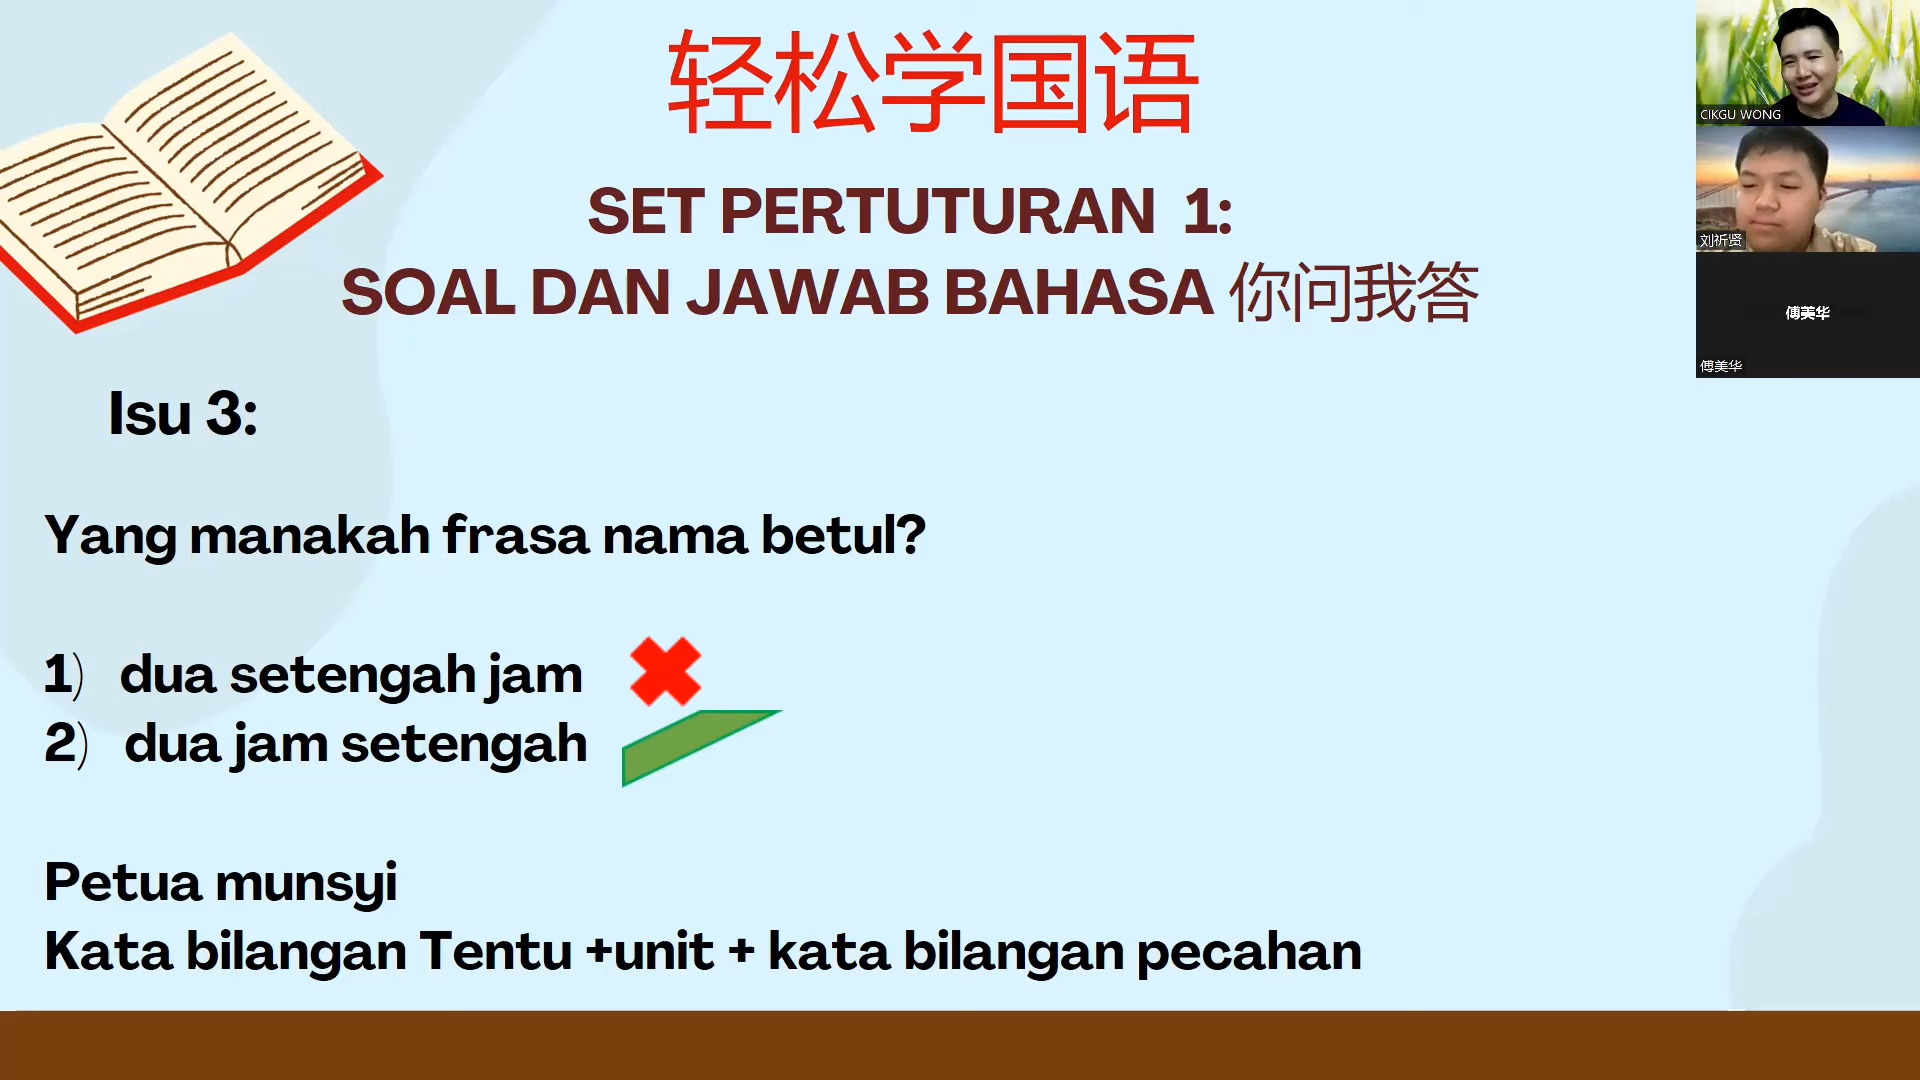 轻松学国语
SET PERTUTURAN 1:
SOAL DAN JAWAB BAHASA 你问我答
Isu 3:
Yang manakah frasa nama betul?
1) dua setengah jam
2) dua jam setengah
Petua munsyi
Kata bilangan Tentu +unit + kata bilangan pecahan
CIKGU WONG
刘祈贤
傅美华
傅美华